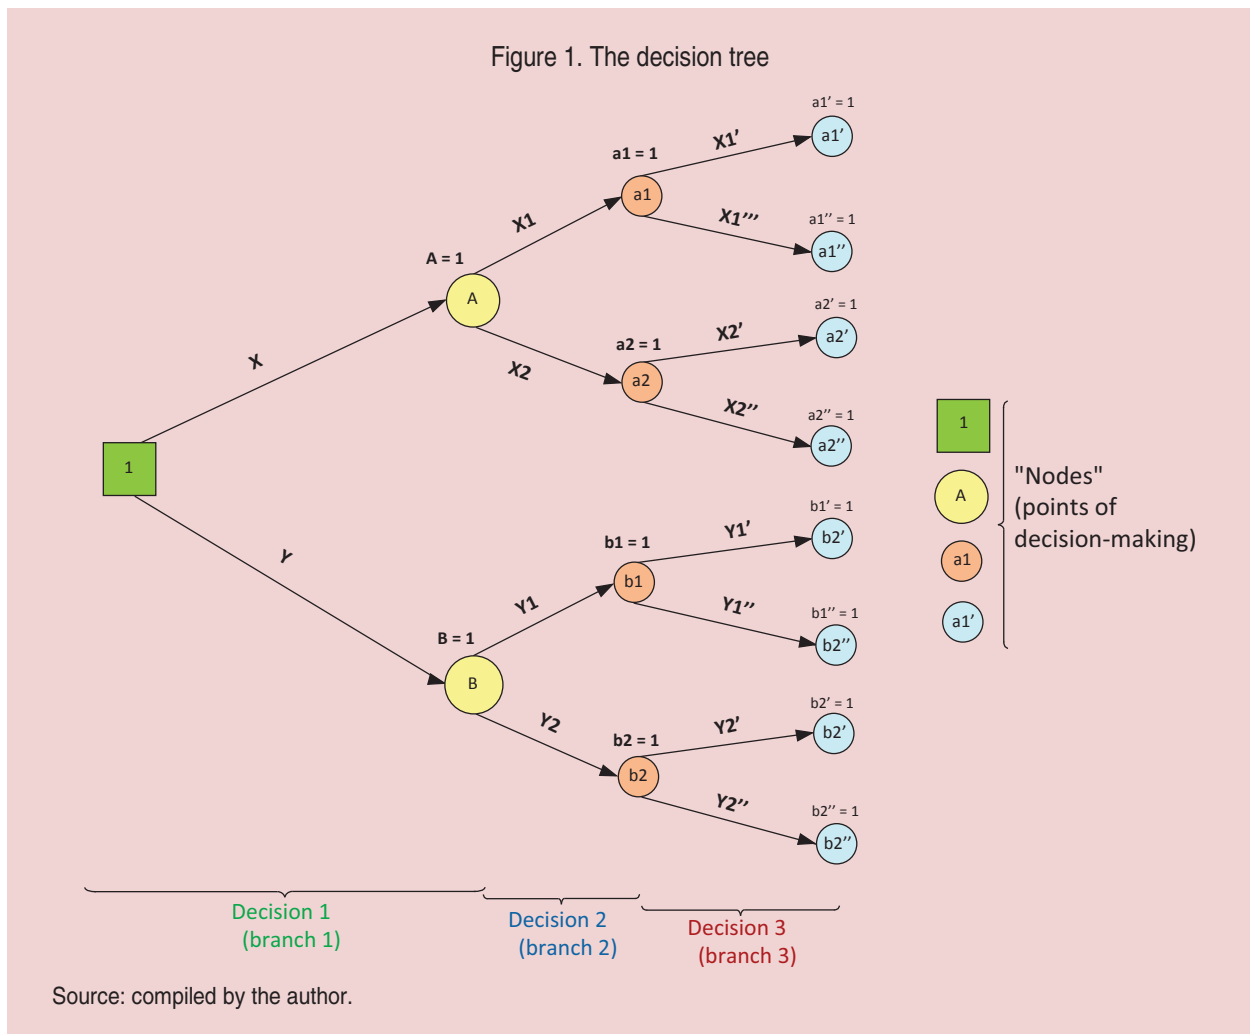 Figure 1. The decision tree
a1′ = 1
a1′
X1′
a1 = 1
a1
X1‴
a1″ = 1
a1″
X1
A = 1
A
X
X2
a2 = 1
a2
X2′
a2′ = 1
a2′
X2″
a2″ = 1
a2″
1
Y
B = 1
B
Y1
b1 = 1
b1
Y1′
b1′ = 1
b2′
Y1″
b1″ = 1
b2″
Y2
b2 = 1
b2
Y2′
b2′ = 1
b2′
Y2″
b2″ = 1
b2″
1
A
a1
a1′
"Nodes"
(points of
decision-making)
Decision 1
(branch 1)
Decision 2
(branch 2)
Decision 3
(branch 3)
Source: compiled by the author.